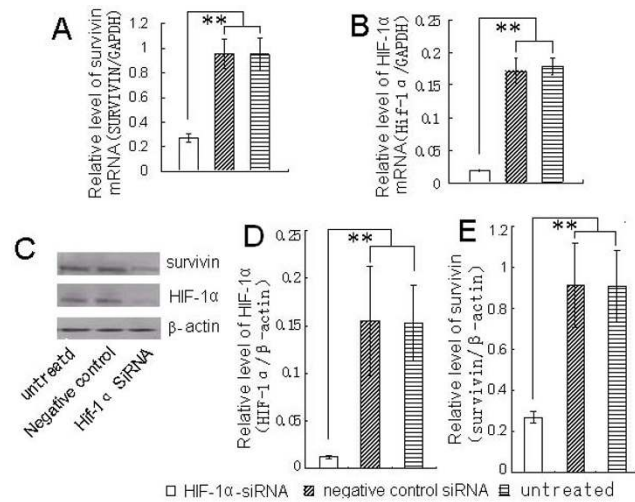 A
Relative level of survivin
mRNA(SURVIVIN/GAPDH)
1.2
1
0.8
0.6
0.4
0.2
0
**
B
Relative level of HIF-1α
mRNA(Hif-1α/GAPDH)
0.25
0.2
0.15
0.1
0.05
0
**
C
survivin
HIF-1α
β-actin
untreatd
Negative control
Hif-1α SiRNA
D
Relative level of HIF-1α
(HIF-1α/β-actin)
0.25
0.2
0.15
0.1
0.05
0
**
E
Relative level of survivin
(survivin/β-actin)
1.2
1
0.8
0.6
0.4
0.2
0
**
HIF-1α-siRNA
negative control siRNA
untreated